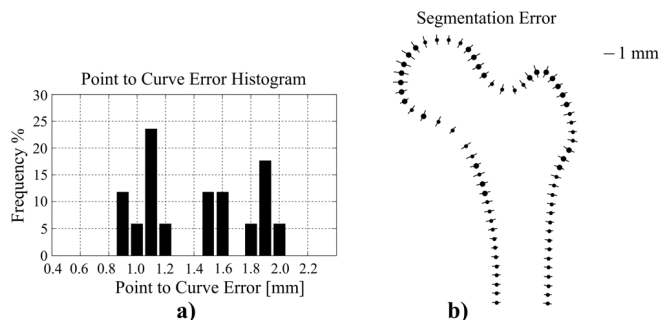 Segmentation Error
— 1 mm
Point to Curve Error Histogram
30
25
20
15
10
5
0
Frequency %
0.4 0.6 0.8 1.0 1.2 1.4 1.6 1.8 2.0 2.2
Point to Curve Error [mm]
a)
b)